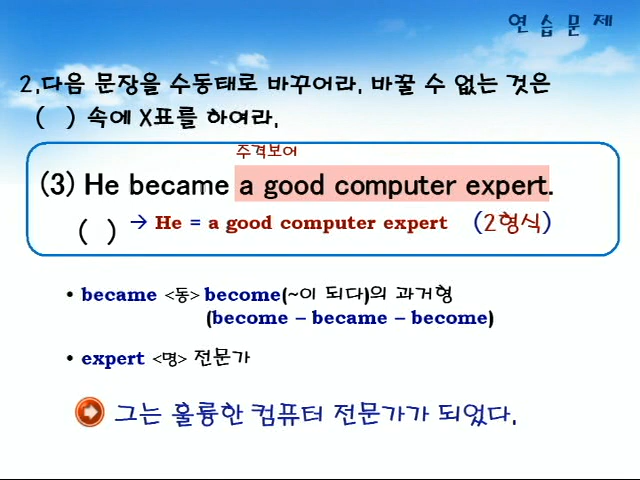 연 습 문 제
2.다음 문장을 수동태로 바꾸어라. 바꿀 수 없는 것은
( ) 속에 X표를 하여라.
주격보어
(3) He became a good computer expert.
( ) → He = a good computer expert (2형식)
• became <동> become(~이 되다)의 과거형
(become – became – become)
• expert <명> 전문가
그는 훌륭한 컴퓨터 전문가가 되었다.